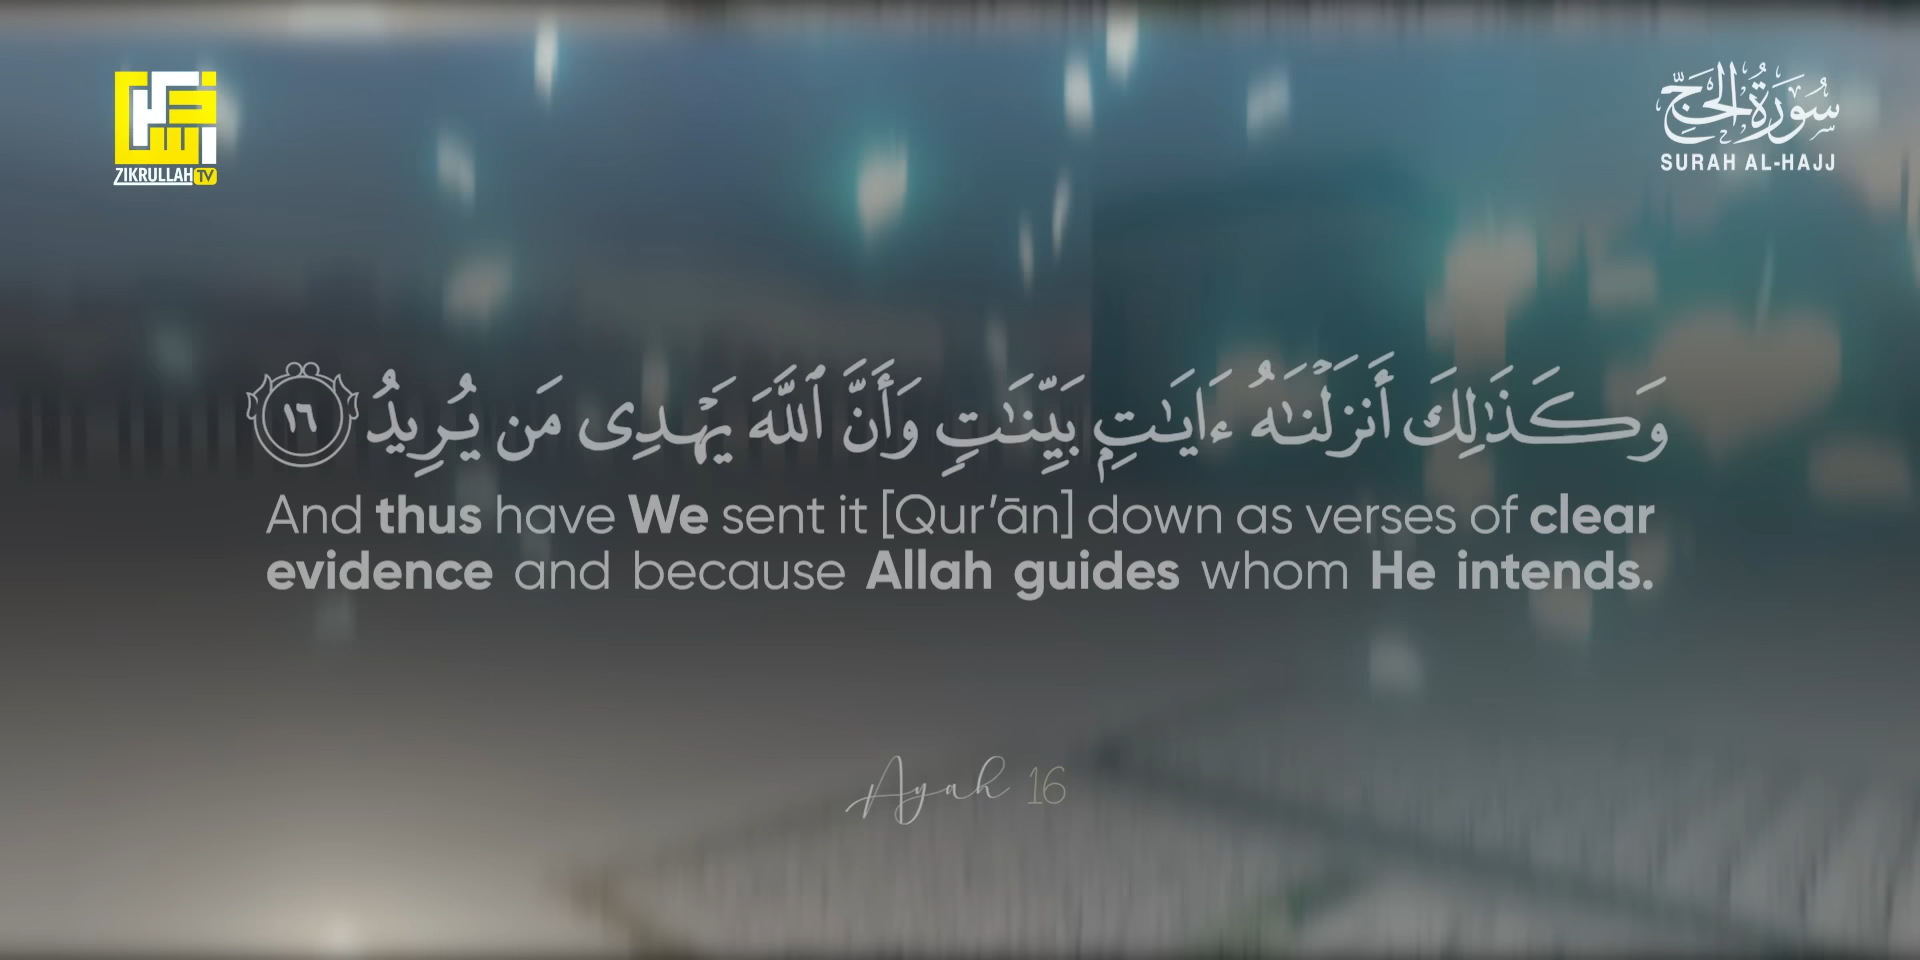 ZIKRULLAH TV
سُورَةُ الحَجِّ
SURAH AL-HAJJ
وَكَذَٰلِكَ أَنزَلْنَـٰهُ ءَايَـٰتٍۭ بَيِّنَـٰتٍ وَأَنَّ ٱللَّهَ يَهْدِى مَن يُرِيدُ ١٦
And thus have We sent it [Qur’ān] down as verses of clear
evidence and because Allah guides whom He intends.
Ayah 16